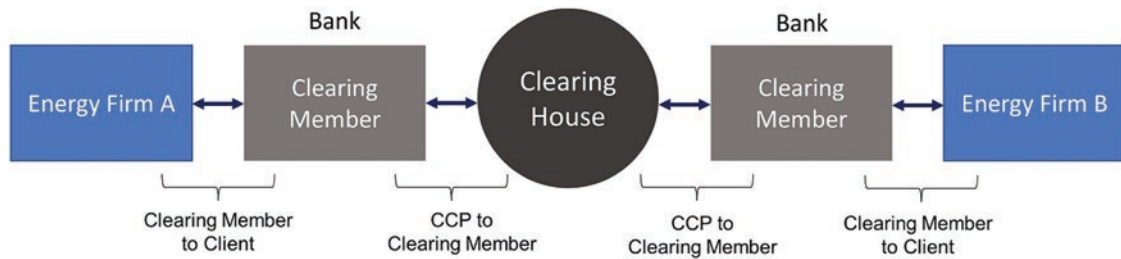 Bank
Bank
Energy Firm A
Clearing
Member
Clearing
House
Clearing
Member
Energy Firm B
Clearing Member
to Client
CCP to
Clearing Member
CCP to
Clearing Member
Clearing Member
to Client